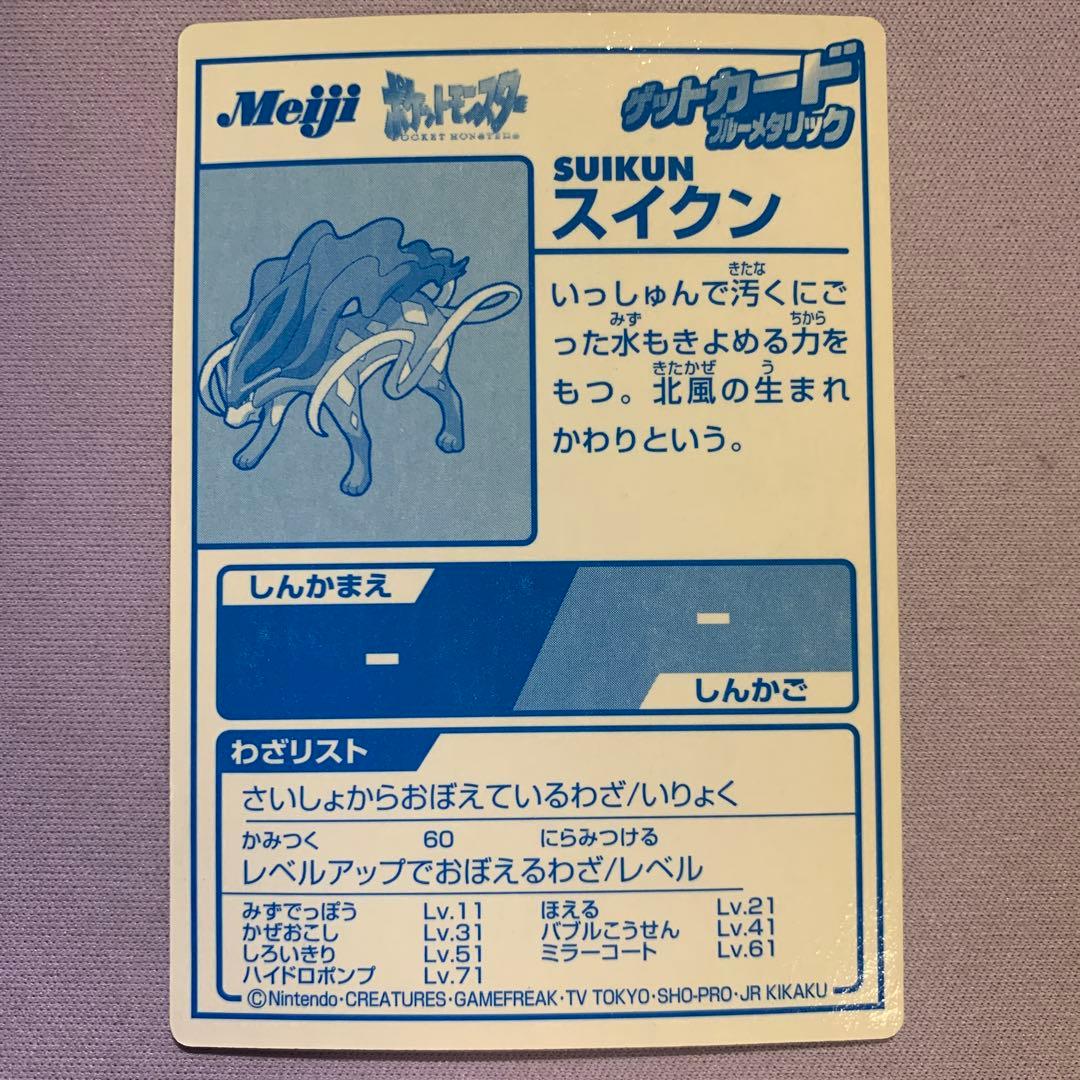 Meiji
ポケットモンスター
POCKET MONSTERS
ゲットカード
ブルーメタリック
SUIKUN
スイクン
いっしゅんで汚くにご
きたな
った水もきよめる力を
みず ちから
もつ。北風の生まれ
きたかぜ う
かわりという。
しんかまえ
ー
ー
しんかご
わざリスト
さいしょからおぼえているわざ/いりょく
かみつく 60 にらみつける
レベルアップでおぼえるわざ/レベル
みずでっぽう Lv.11 ほえる Lv.21
かぜおこし Lv.31 バブルこうせん Lv.41
しろいきり Lv.51 ミラーコート Lv.61
ハイドロポンプ Lv.71
©Nintendo・CREATURES・GAMEFREAK・TV TOKYO・SHO-PRO・JR KIKAKU